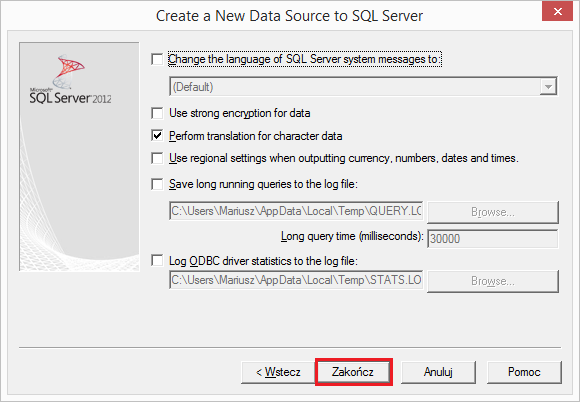 Create a New Data Source to SQL Server
Microsoft
SQL Server 2012
Change the language of SQL Server system messages to:
(Default)
Use strong encryption for data
Perform translation for character data
Use regional settings when outputting currency, numbers, dates and times.
Save long running queries to the log file:
C:\Users\Mariusz\AppData\Local\Temp\QUERY.LO
Browse...
Long query time (milliseconds):
30000
Log ODBC driver statistics to the log file:
C:\Users\Mariusz\AppData\Local\Temp\STATS.LO
Browse...
< Wstecz
Zakończ
Anuluj
Pomoc